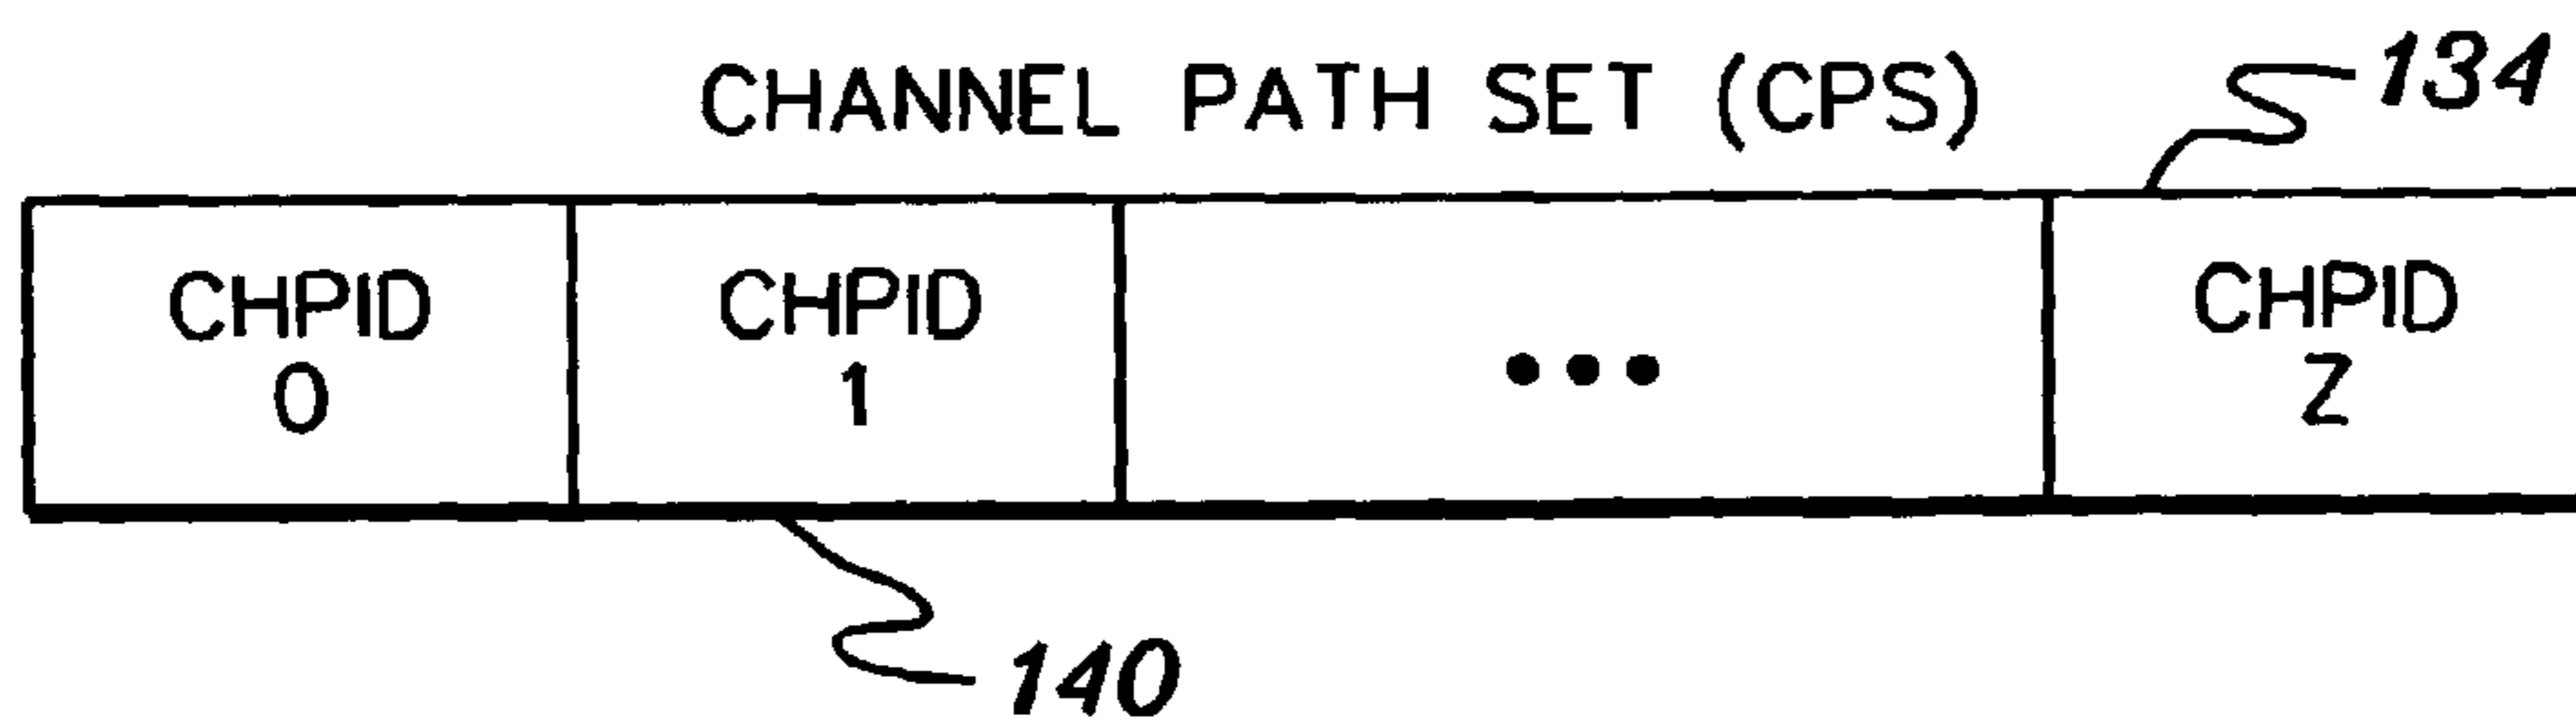 CHANNEL PATH SET (CPS)
134
CHPID
0
CHPID
1
•••
CHPID
Z
140